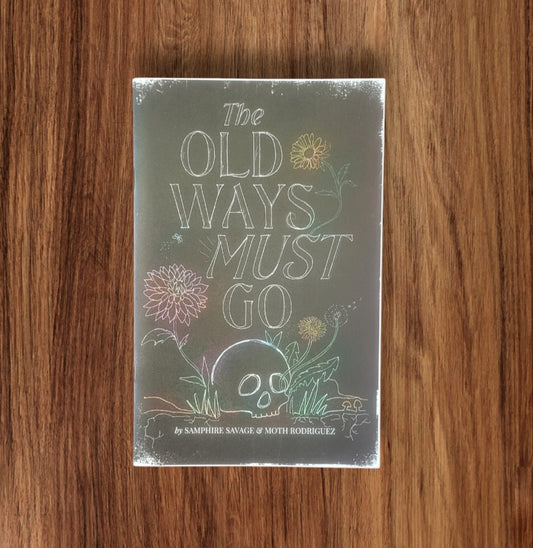 The
OLD
WAYS
MUST
GO
by SAMPHIRE SAVAGE & MOTH RODRIGUEZ